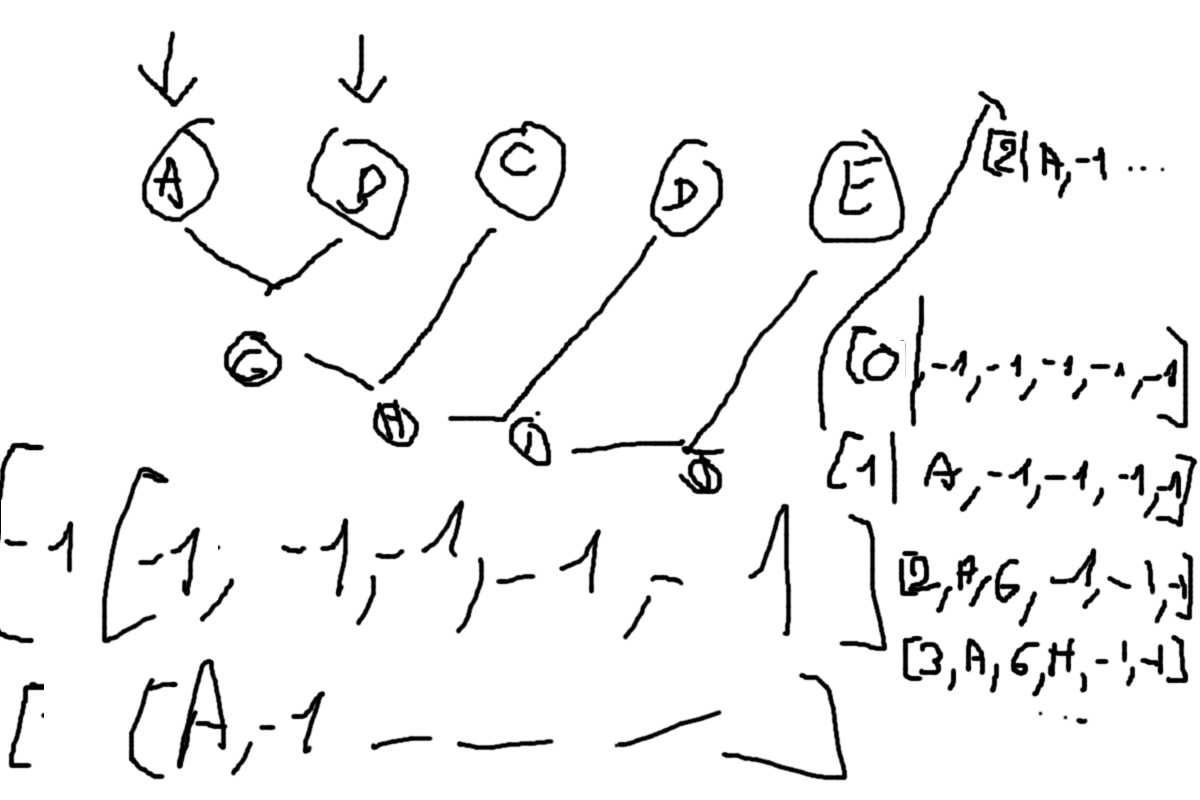 A B C D E
[2| A, -1 ...
G
[0|, -1, -1, -1, -1, -1]
H I
[1| A, -1, -1, -1, -1]
-1 [-1, -1, -1, -1, -1]
[2, A, G, -1, -1, -1]
[3, A, G, H, -1, -1]
...
[ [A, -1 — — — ]